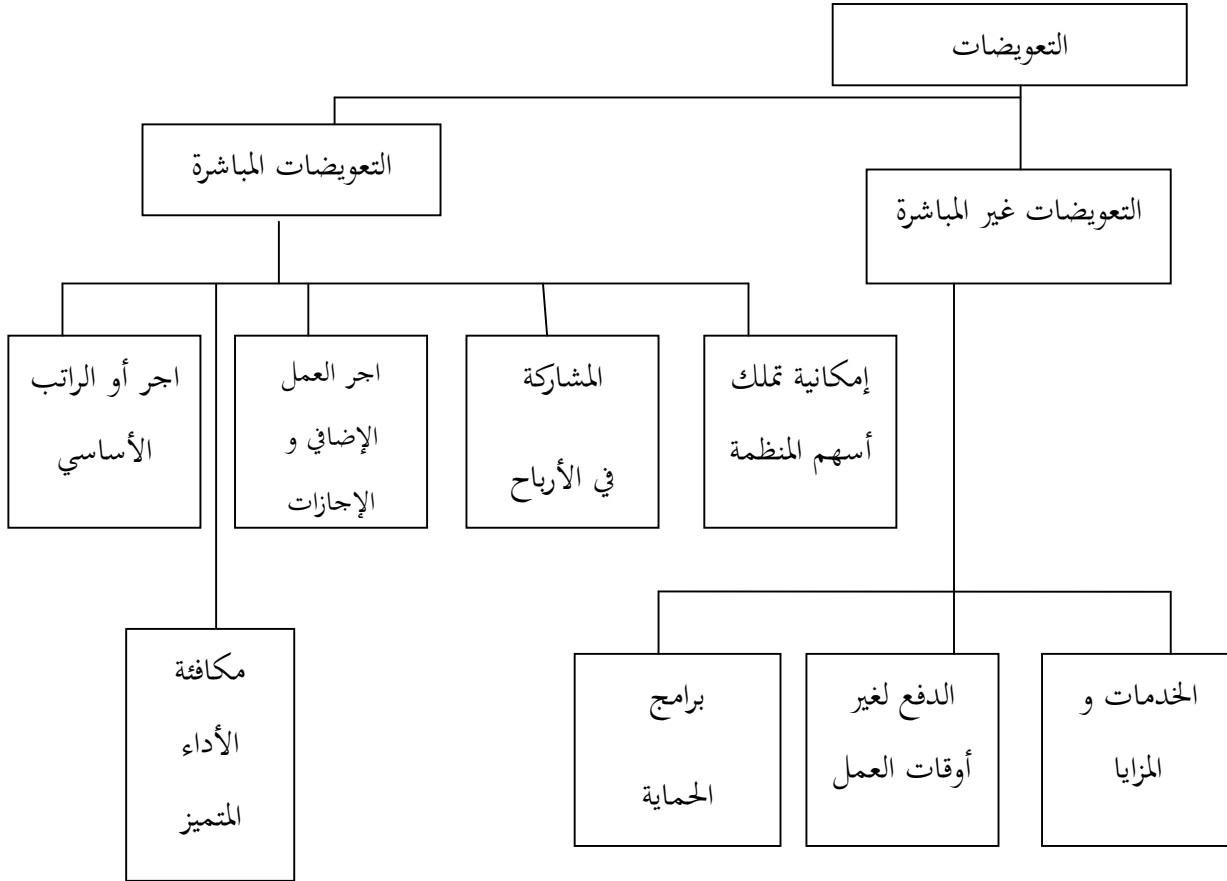 التعويضات
التعويضات المباشرة
التعويضات غير المباشرة
إمكانية تملك
أسهم المنظمة
المشاركة
في الأرباح
اجر العمل
الإضافي و
الإجازات
اجر أو الراتب
الأساسي
مكافئة
الأداء
المتميز
الخدمات و
المزايا
الدفع لغير
أوقات العمل
برامج
الحماية